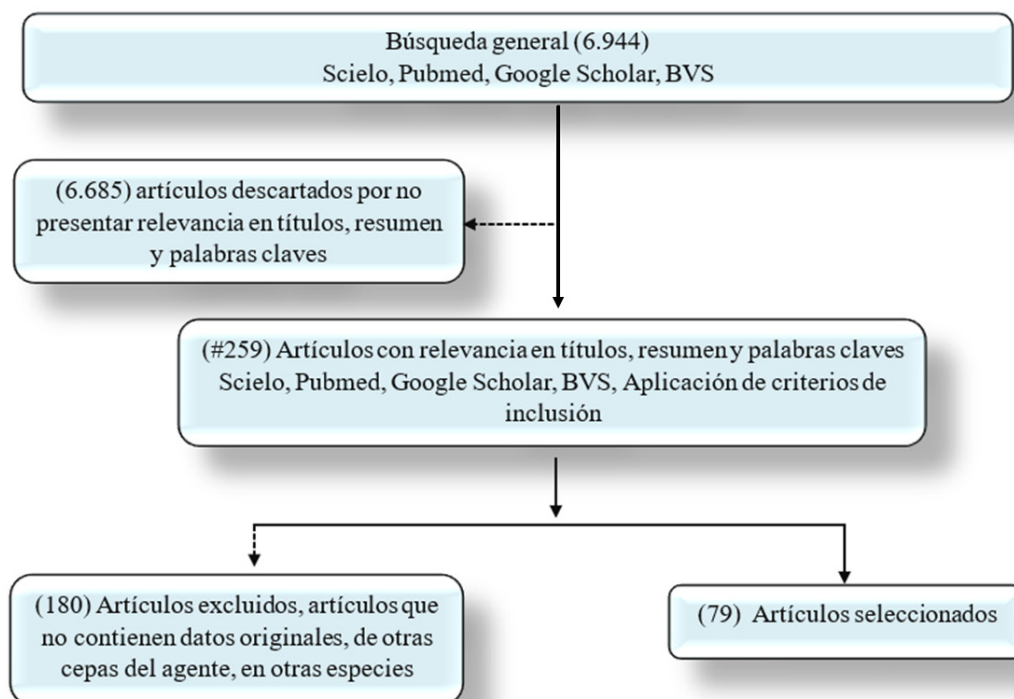 Búsqueda general (6.944)
Scielo, Pubmed, Google Scholar, BVS
(6.685) artículos descartados por no
presentar relevancia en títulos, resumen
y palabras claves
(#259) Artículos con relevancia en títulos, resumen y palabras claves
Scielo, Pubmed, Google Scholar, BVS, Aplicación de criterios de
inclusión
(180) Artículos excluidos, artículos que
no contienen datos originales, de otras
cepas del agente, en otras especies
(79) Artículos seleccionados